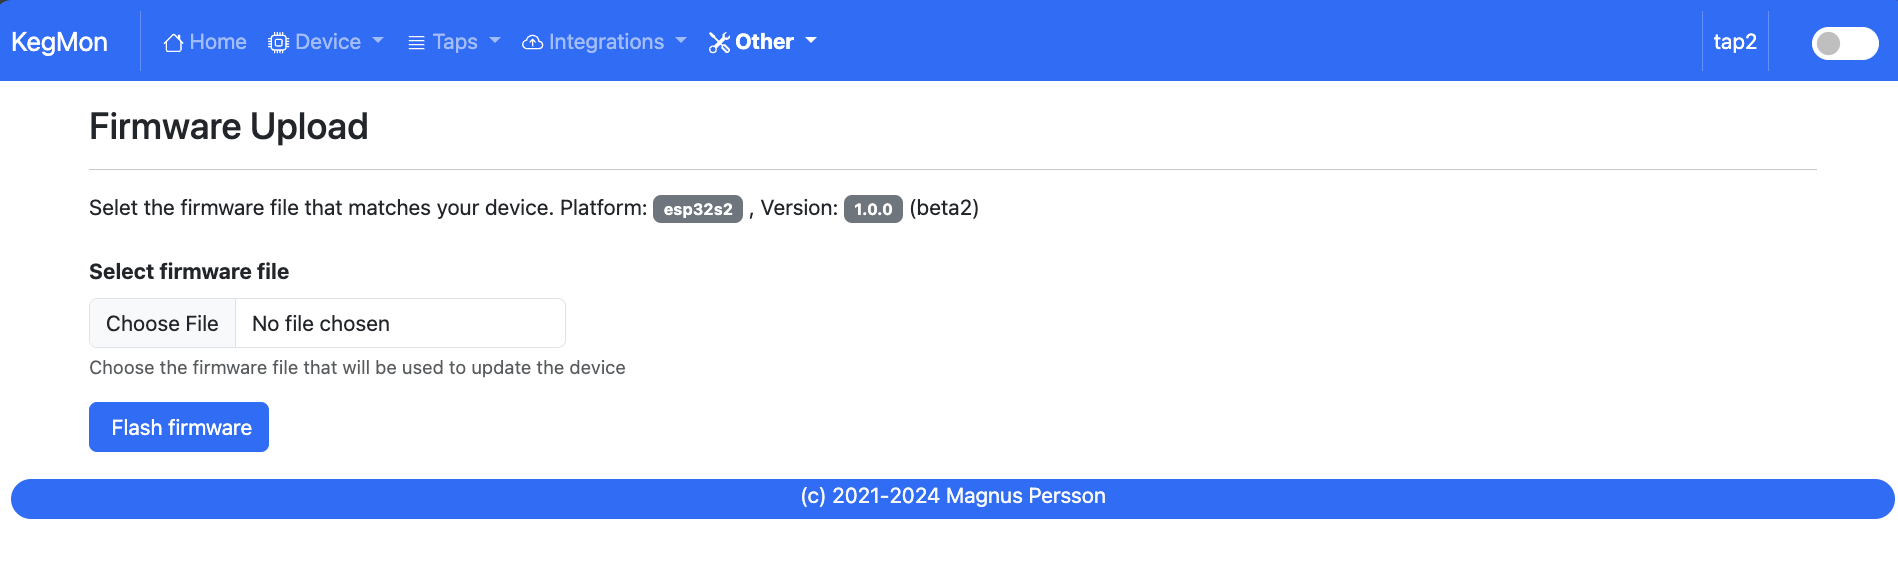 KegMon Home Device Taps Integrations Other tap2
Firmware Upload
Selet the firmware file that matches your device. Platform: esp32s2 , Version: 1.0.0 (beta2)
Select firmware file
Choose File No file chosen
Choose the firmware file that will be used to update the device
Flash firmware
(c) 2021-2024 Magnus Persson